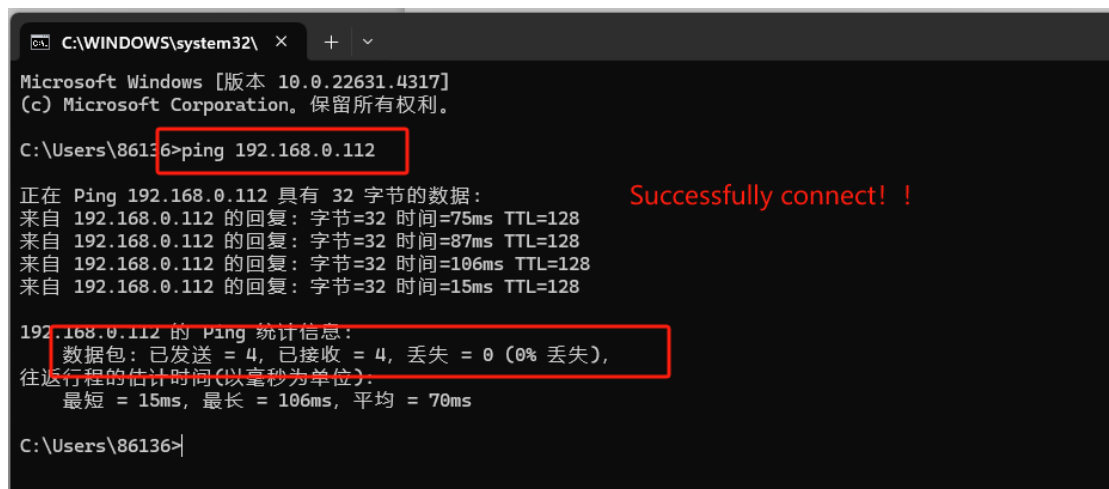 C:\WINDOWS\system32\
Microsoft Windows [版本 10.0.22631.4317]
(c) Microsoft Corporation。保留所有权利。
C:\Users\86136>ping 192.168.0.112
正在 Ping 192.168.0.112 具有 32 字节的数据:
Successfully connect!!
来自 192.168.0.112 的回复: 字节=32 时间=75ms TTL=128
来自 192.168.0.112 的回复: 字节=32 时间=87ms TTL=128
来自 192.168.0.112 的回复: 字节=32 时间=106ms TTL=128
来自 192.168.0.112 的回复: 字节=32 时间=15ms TTL=128
192.168.0.112 的 Ping 统计信息:
数据包: 已发送 = 4, 已接收 = 4, 丢失 = 0 (0% 丢失),
往返行程的估计时间(以毫秒为单位):
最短 = 15ms, 最长 = 106ms, 平均 = 70ms
C:\Users\86136>